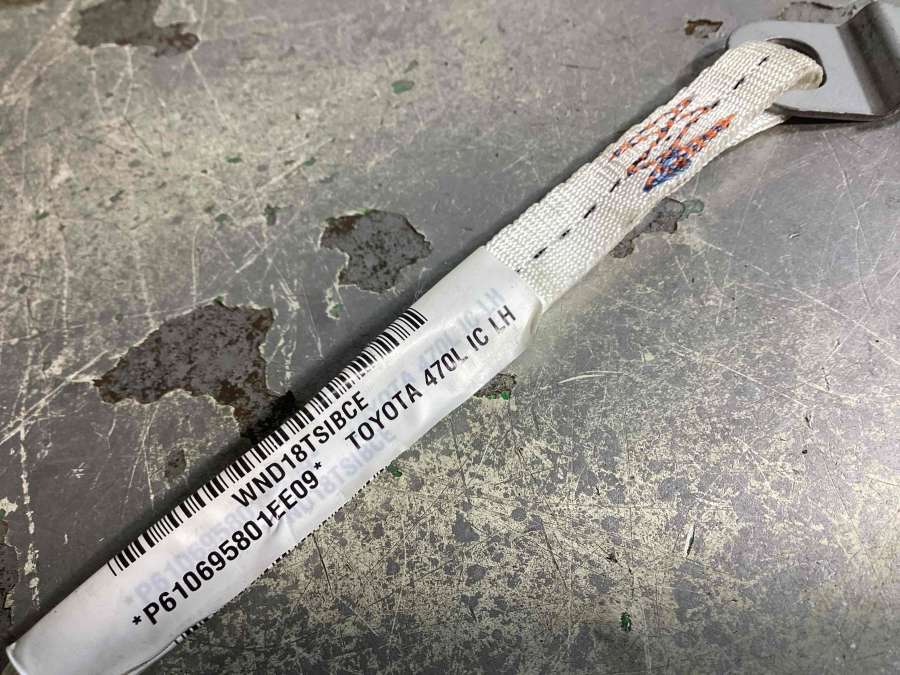 WND18TSIBCE
*P610695801EE09* TOYOTA 470L IC LH